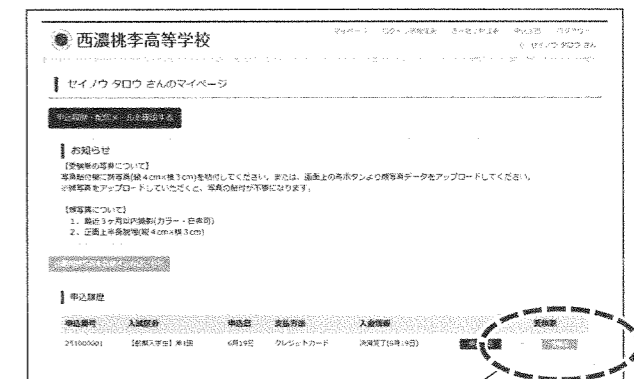 西濃桃李高等学校
マイページ
セイノウ タロウ さん
セイノウ タロウ さんのマイページ
申込履歴・配信メールを確認する
お知らせ
【受験票の写真について】
写真貼付欄に顔写真(縦4cm×横3cm)を貼付してください。または、画面上の青ボタンより顔写真データをアップロードしてください。
※顔写真をアップロードしていただくと、写真の貼付が不要になります。
【顔写真について】
1．最近3ヶ月以内撮影(カラー・白黒可)
2．正面上半身脱帽(縦4cm×横3cm)
申込履歴
申込番号 入試区分 申込日 支払方法 入金情報 受験票
251000001 【前期入学生】第1回 6月19日 クレジットカード 決済完了(6月19日) -